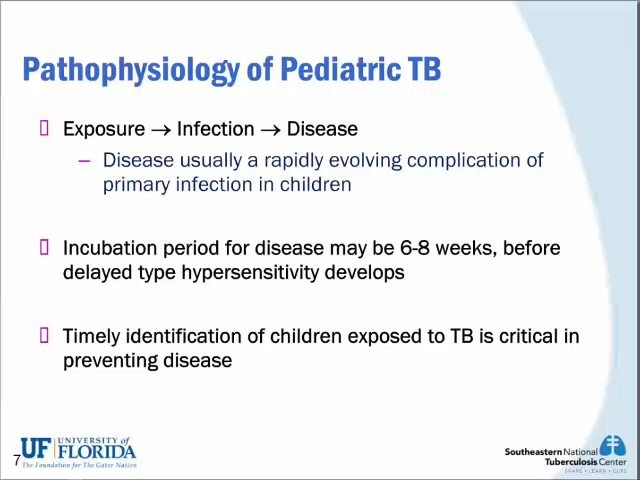 Pathophysiology of Pediatric TB
Exposure → Infection → Disease
– Disease usually a rapidly evolving complication of
primary infection in children
Incubation period for disease may be 6-8 weeks, before
delayed type hypersensitivity develops
Timely identification of children exposed to TB is critical in
preventing disease
7
UF UNIVERSITY of
FLORIDA
The Foundation for The Gator Nation
Southeastern National
Tuberculosis Center
SHARE • LEARN • CURE